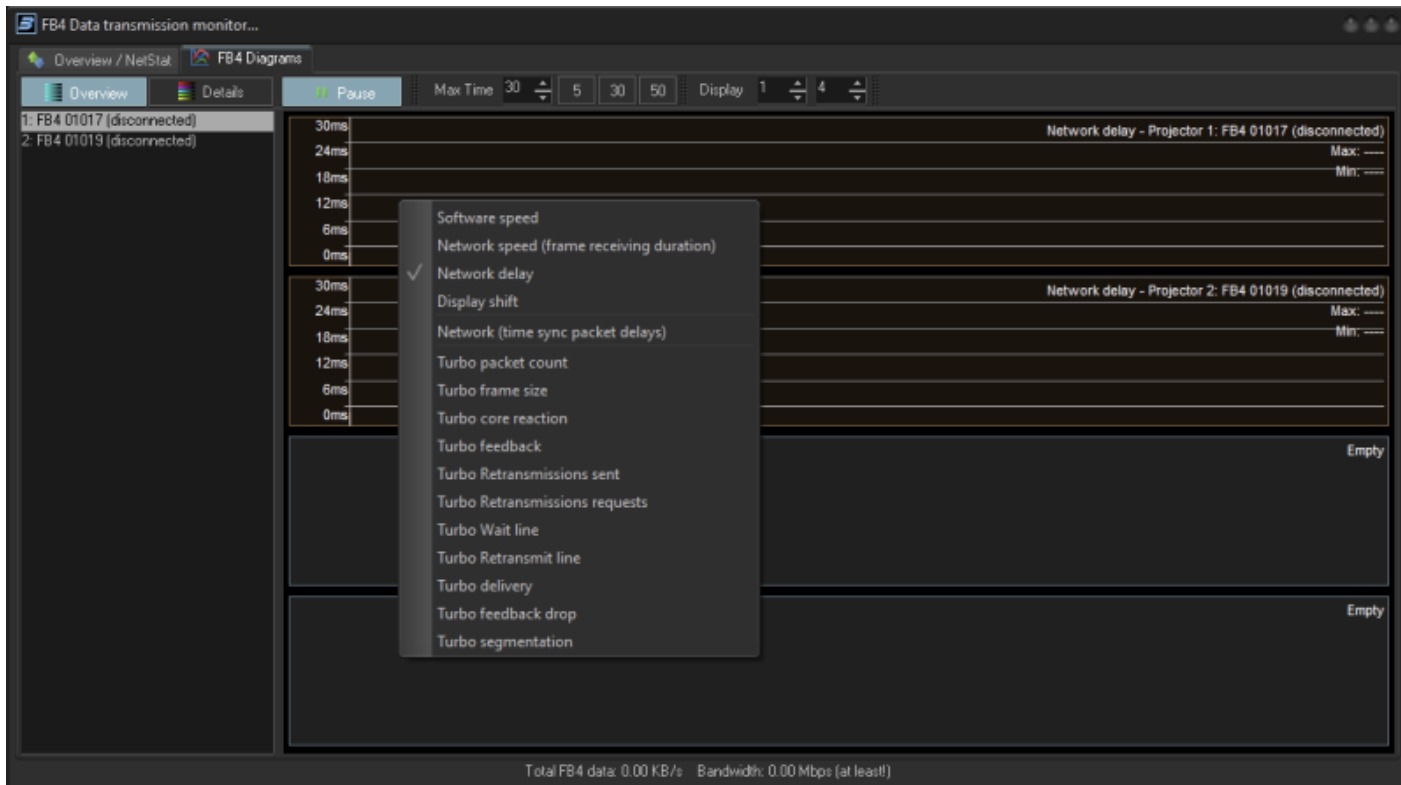 FB4 Data transmission monitor...
Overview / NetStat FB4 Diagrams
Overview Details Pause Max Time 30 5 30 50 Display 1 4
1: FB4 01017 (disconnected)
2: FB4 01019 (disconnected)
30ms
24ms
18ms
12ms
6ms
0ms
Network delay - Projector 1: FB4 01017 (disconnected)
Max: ----
Min: ----
30ms
24ms
18ms
12ms
6ms
0ms
Network delay - Projector 2: FB4 01019 (disconnected)
Max: ----
Min: ----
Empty
Empty
Software speed
Network speed (frame receiving duration)
Network delay
Display shift
Network (time sync packet delays)
Turbo packet count
Turbo frame size
Turbo core reaction
Turbo feedback
Turbo Retransmissions sent
Turbo Retransmissions requests
Turbo Wait line
Turbo Retransmit line
Turbo delivery
Turbo feedback drop
Turbo segmentation
Total FB4 data: 0.00 KB/s Bandwidth: 0.00 Mbps (at least!)